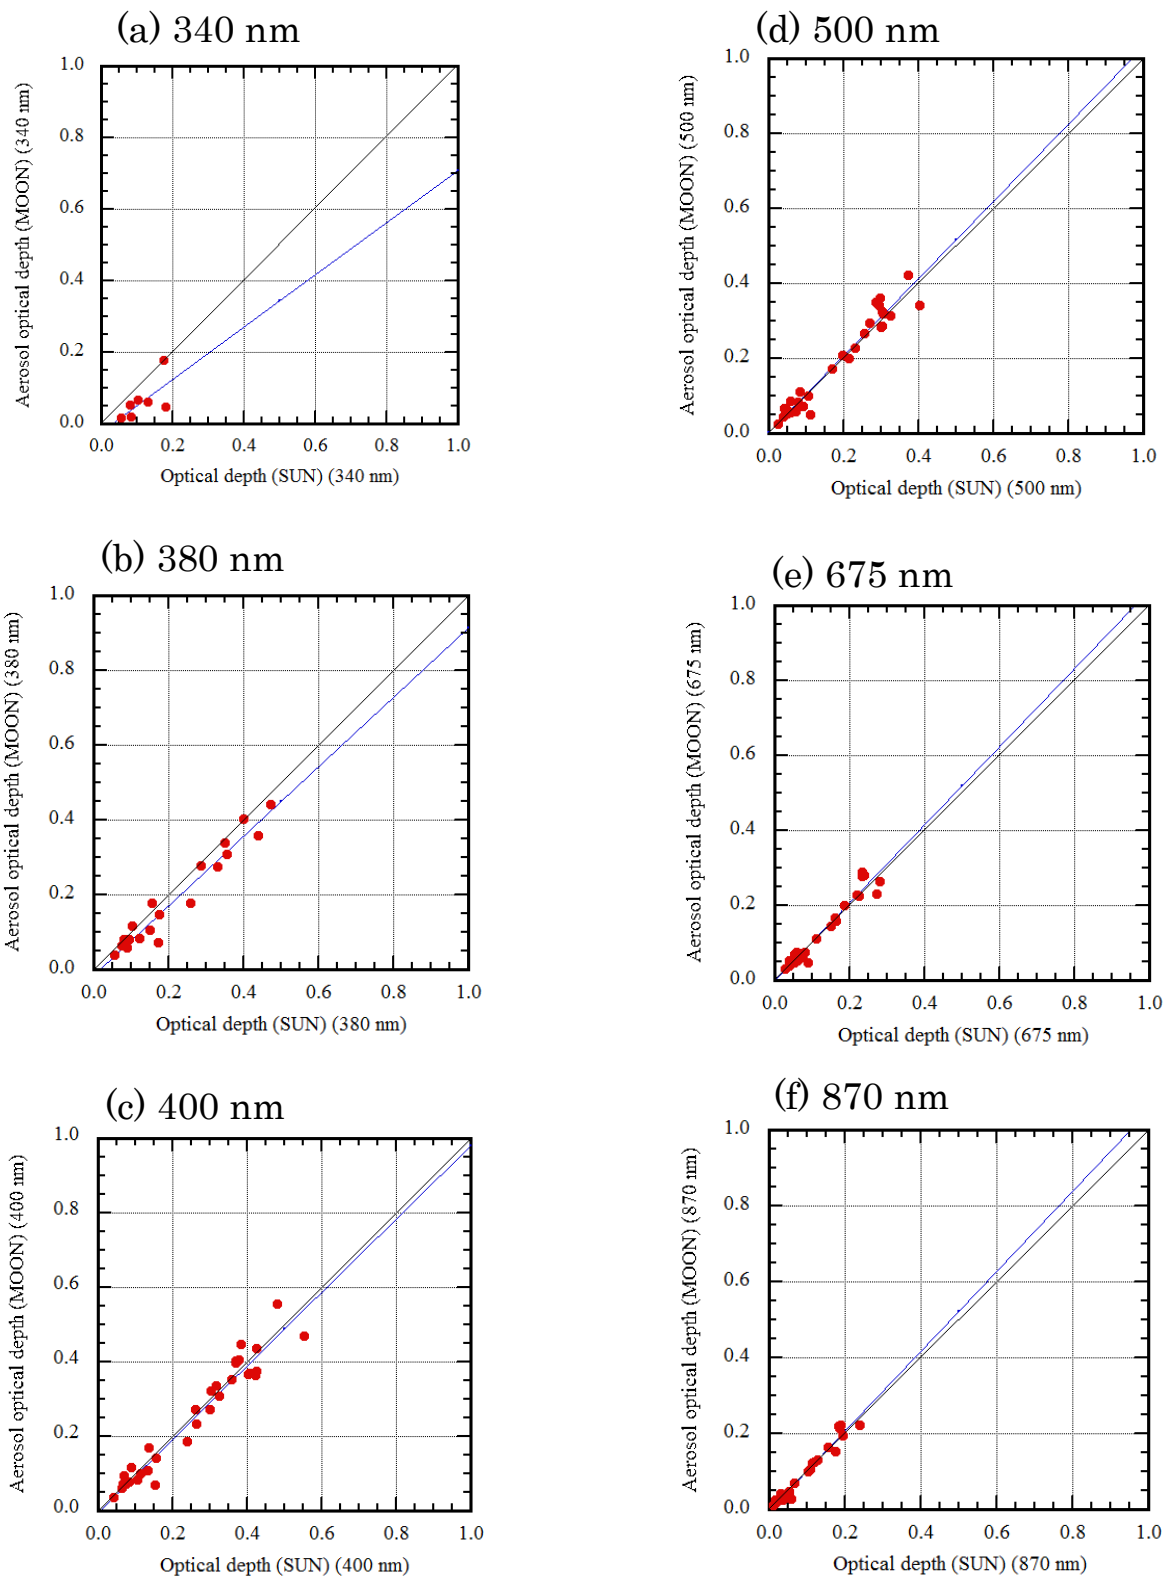 (a) 340 nm
Aerosol optical depth (MOON) (340 nm)
1.0
0.8
0.6
0.4
0.2
0.0
0.0 0.2 0.4 0.6 0.8 1.0
Optical depth (SUN) (340 nm)
(b) 380 nm
Aerosol optical depth (MOON) (380 nm)
1.0
0.8
0.6
0.4
0.2
0.0
0.0 0.2 0.4 0.6 0.8 1.0
Optical depth (SUN) (380 nm)
(c) 400 nm
Aerosol optical depth (MOON) (400 nm)
1.0
0.8
0.6
0.4
0.2
0.0
0.0 0.2 0.4 0.6 0.8 1.0
Optical depth (SUN) (400 nm)
(d) 500 nm
Aerosol optical depth (MOON) (500 nm)
1.0
0.8
0.6
0.4
0.2
0.0
0.0 0.2 0.4 0.6 0.8 1.0
Optical depth (SUN) (500 nm)
(e) 675 nm
Aerosol optical depth (MOON) (675 nm)
1.0
0.8
0.6
0.4
0.2
0.0
0.0 0.2 0.4 0.6 0.8 1.0
Optical depth (SUN) (675 nm)
(f) 870 nm
Aerosol optical depth (MOON) (870 nm)
1.0
0.8
0.6
0.4
0.2
0.0
0.0 0.2 0.4 0.6 0.8 1.0
Optical depth (SUN) (870 nm)